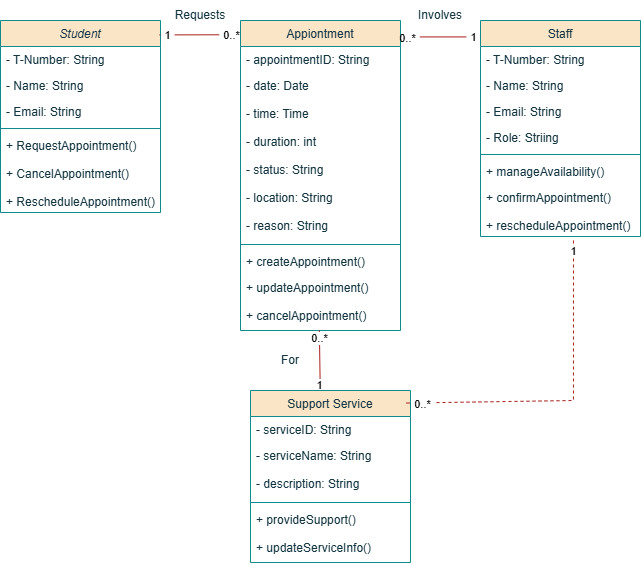 Requests
Involves
Student
1
0..*
Appiontment
0..*
1
Staff
- T-Number: String
- Name: String
- Email: String
+ RequestAppointment()
+ CancelAppointment()
+ RescheduleAppointment()
- appointmentID: String
- date: Date
- time: Time
- duration: int
- status: String
- location: String
- reason: String
+ createAppointment()
+ updateAppointment()
+ cancelAppointment()
- T-Number: String
- Name: String
- Email: String
- Role: Striing
+ manageAvailability()
+ confirmAppointment()
+ rescheduleAppointment()
1
0..*
For
1
Support Service
0..*
- serviceID: String
- serviceName: String
- description: String
+ provideSupport()
+ updateServiceInfo()